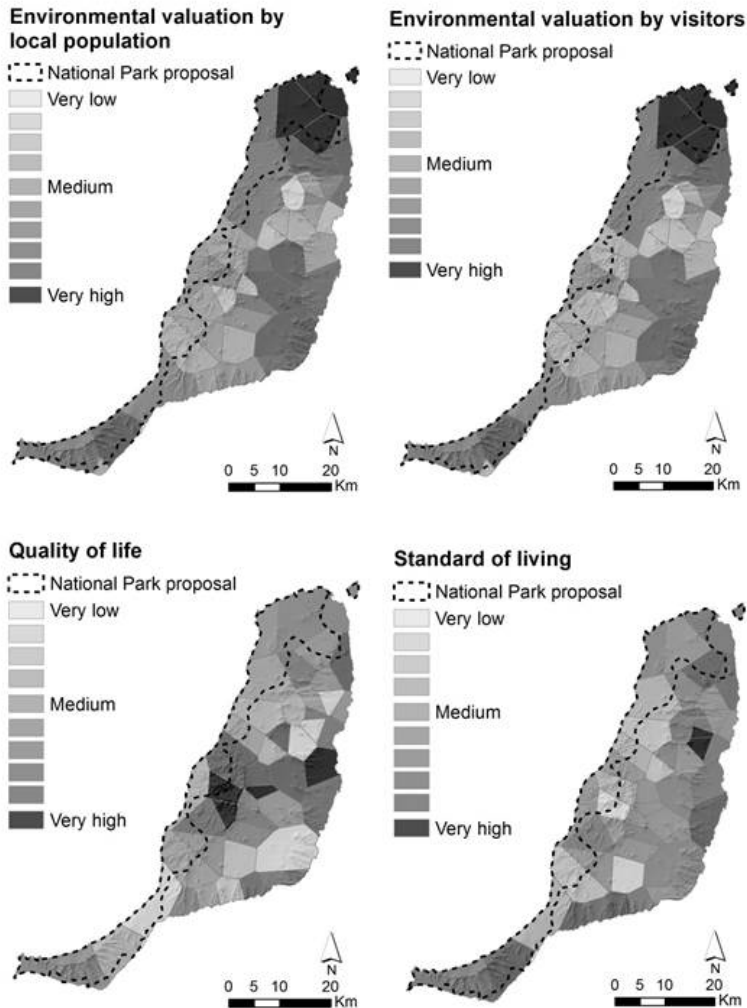 Environmental valuation by
local population
National Park proposal
Very low
Medium
Very high
N
0 5 10 20
Km
Environmental valuation by visitors
National Park proposal
Very low
Medium
Very high
N
0 5 10 20
Km
Quality of life
National Park proposal
Very low
Medium
Very high
N
0 5 10 20
Km
Standard of living
National Park proposal
Very low
Medium
Very high
N
0 5 10 20
Km